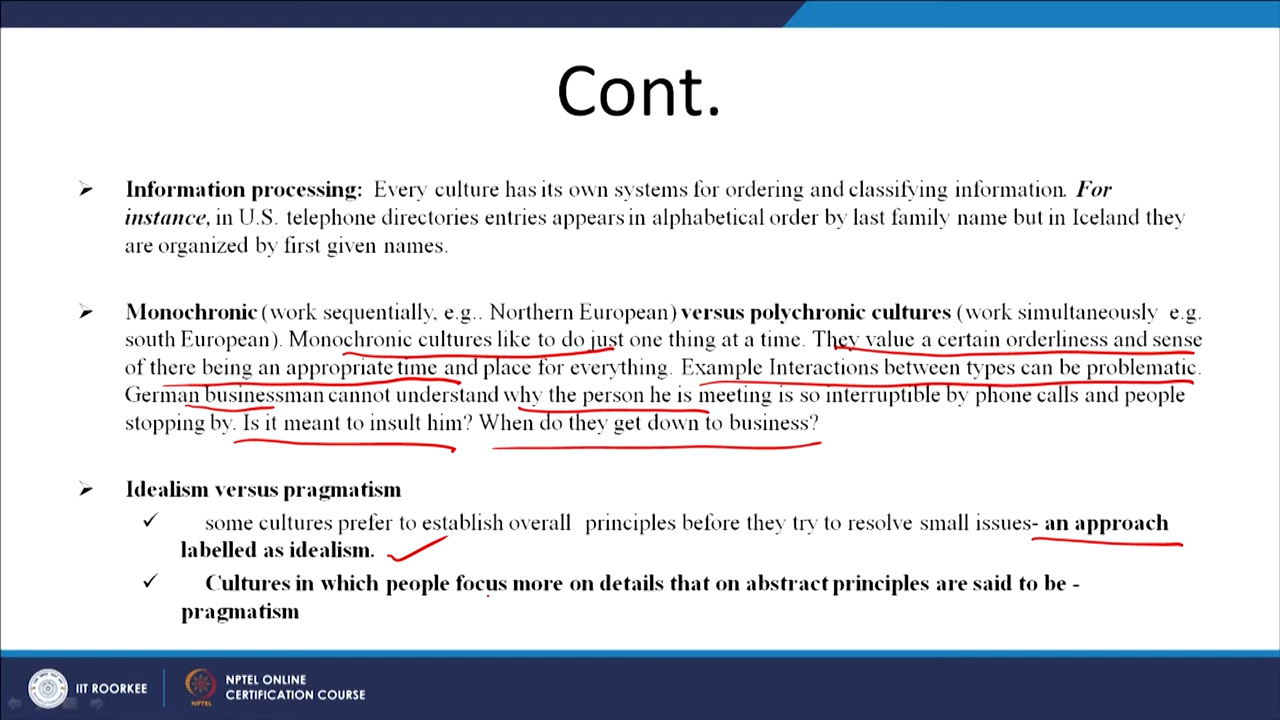 Cont.
➢ Information processing: Every culture has its own systems for ordering and classifying information. For
instance, in U.S. telephone directories entries appears in alphabetical order by last family name but in Iceland they
are organized by first given names.
➢ Monochronic (work sequentially, e.g.. Northern European) versus polychronic cultures (work simultaneously e.g.
south European). Monochronic cultures like to do just one thing at a time. They value a certain orderliness and sense
of there being an appropriate time and place for everything. Example Interactions between types can be problematic.
German businessman cannot understand why the person he is meeting is so interruptible by phone calls and people
stopping by. Is it meant to insult him? When do they get down to business?
➢ Idealism versus pragmatism
✓ some cultures prefer to establish overall principles before they try to resolve small issues- an approach
labelled as idealism.
✓ Cultures in which people focus more on details that on abstract principles are said to be -
pragmatism
IIT ROORKEE
NPTEL
NPTEL ONLINE
CERTIFICATION COURSE